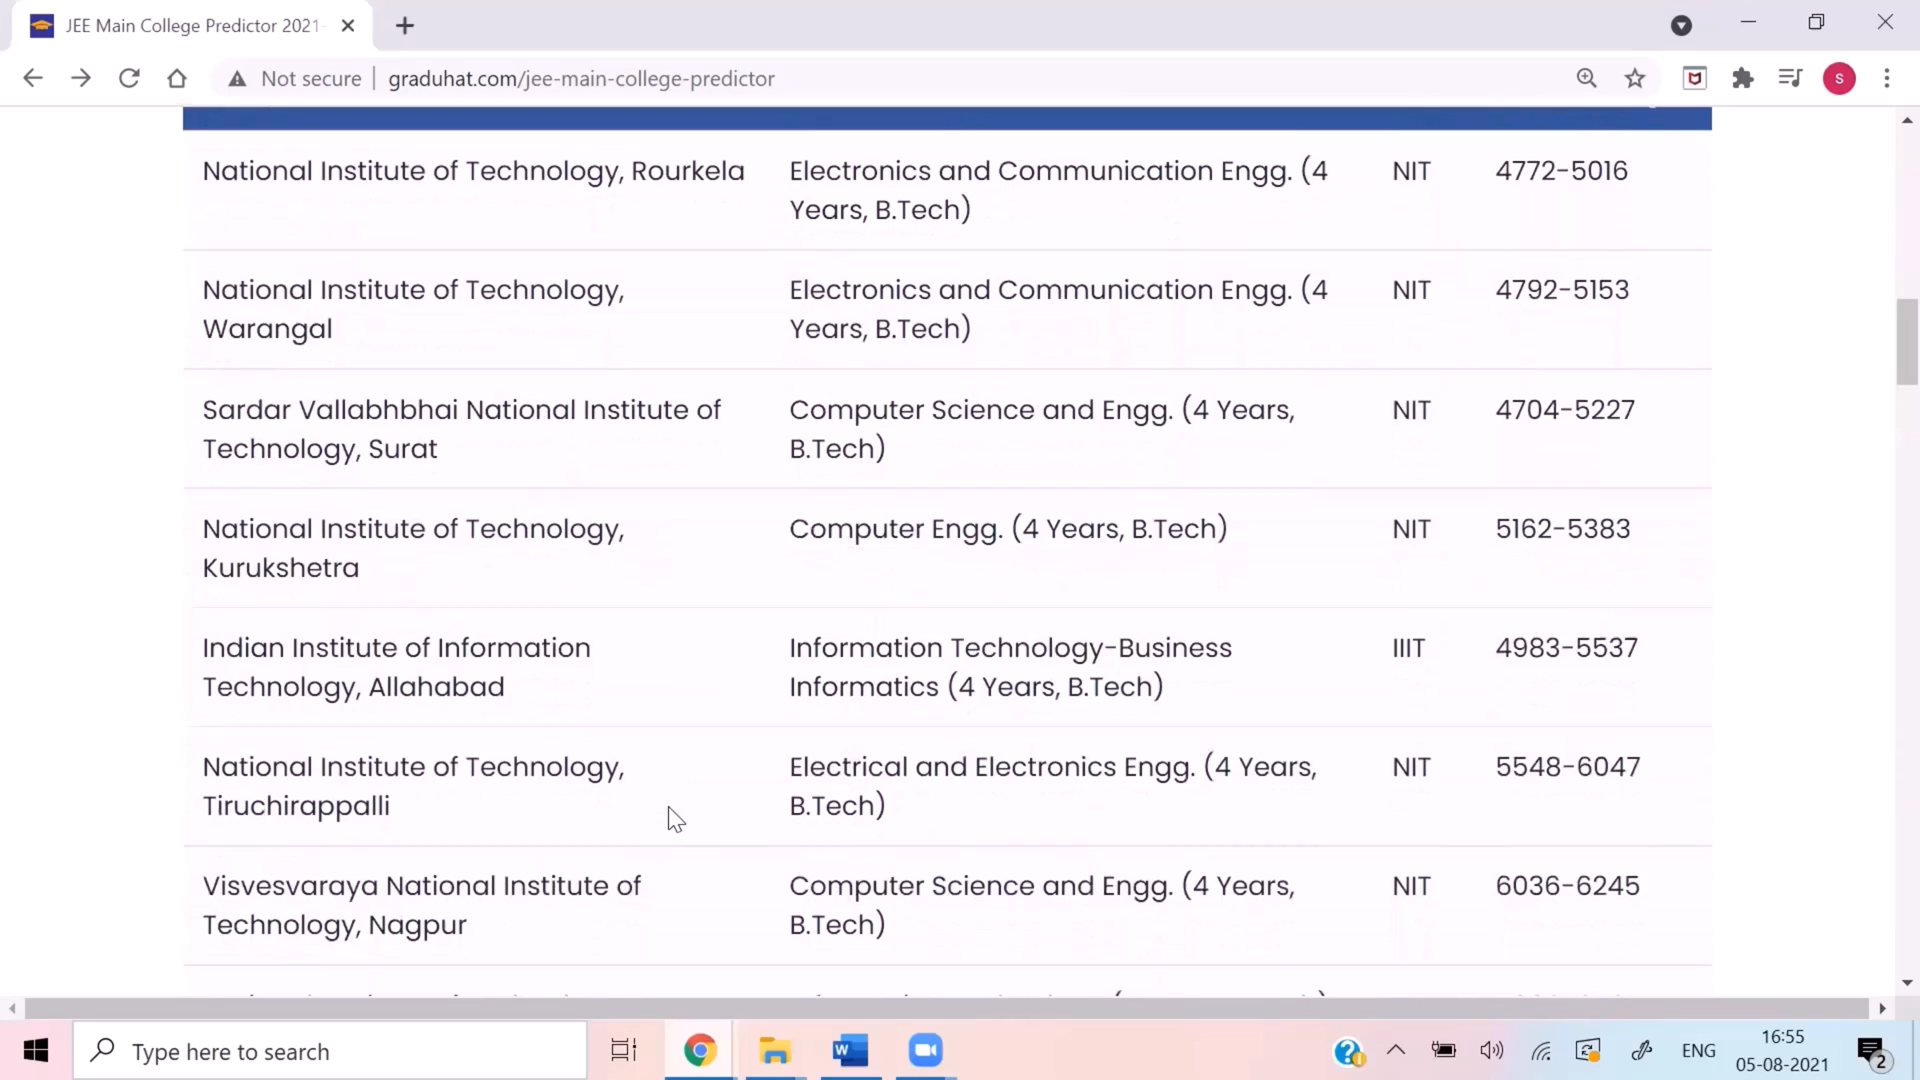 JEE Main College Predictor 2021
Not secure
graduhat.com/jee-main-college-predictor
S
National Institute of Technology, Rourkela
Electronics and Communication Engg. (4
Years, B.Tech)
NIT
4772-5016
National Institute of Technology,
Warangal
Electronics and Communication Engg. (4
Years, B.Tech)
NIT
4792-5153
Sardar Vallabhbhai National Institute of
Technology, Surat
Computer Science and Engg. (4 Years,
B.Tech)
NIT
4704-5227
National Institute of Technology,
Kurukshetra
Computer Engg. (4 Years, B.Tech)
NIT
5162-5383
Indian Institute of Information
Technology, Allahabad
Information Technology-Business
Informatics (4 Years, B.Tech)
IIIT
4983-5537
National Institute of Technology,
Tiruchirappalli
Electrical and Electronics Engg. (4 Years,
B.Tech)
NIT
5548-6047
Visvesvaraya National Institute of
Technology, Nagpur
Computer Science and Engg. (4 Years,
B.Tech)
NIT
6036-6245
Type here to search
W
ENG
16:55
05-08-2021
2